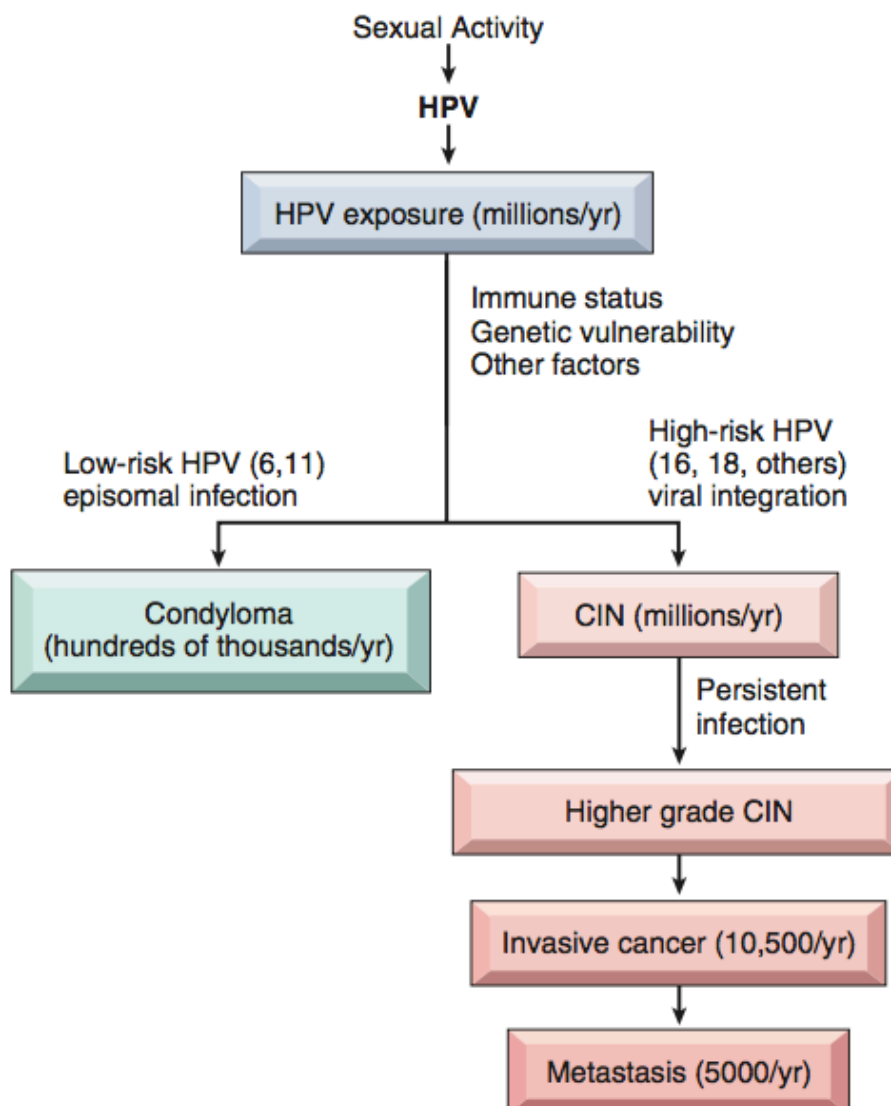 Sexual Activity
HPV
HPV exposure (millions/yr)
Immune status
Genetic vulnerability
Other factors
Low-risk HPV (6,11)
episomal infection
High-risk HPV
(16, 18, others)
viral integration
Condyloma
(hundreds of thousands/yr)
CIN (millions/yr)
Persistent
infection
Higher grade CIN
Invasive cancer (10,500/yr)
Metastasis (5000/yr)